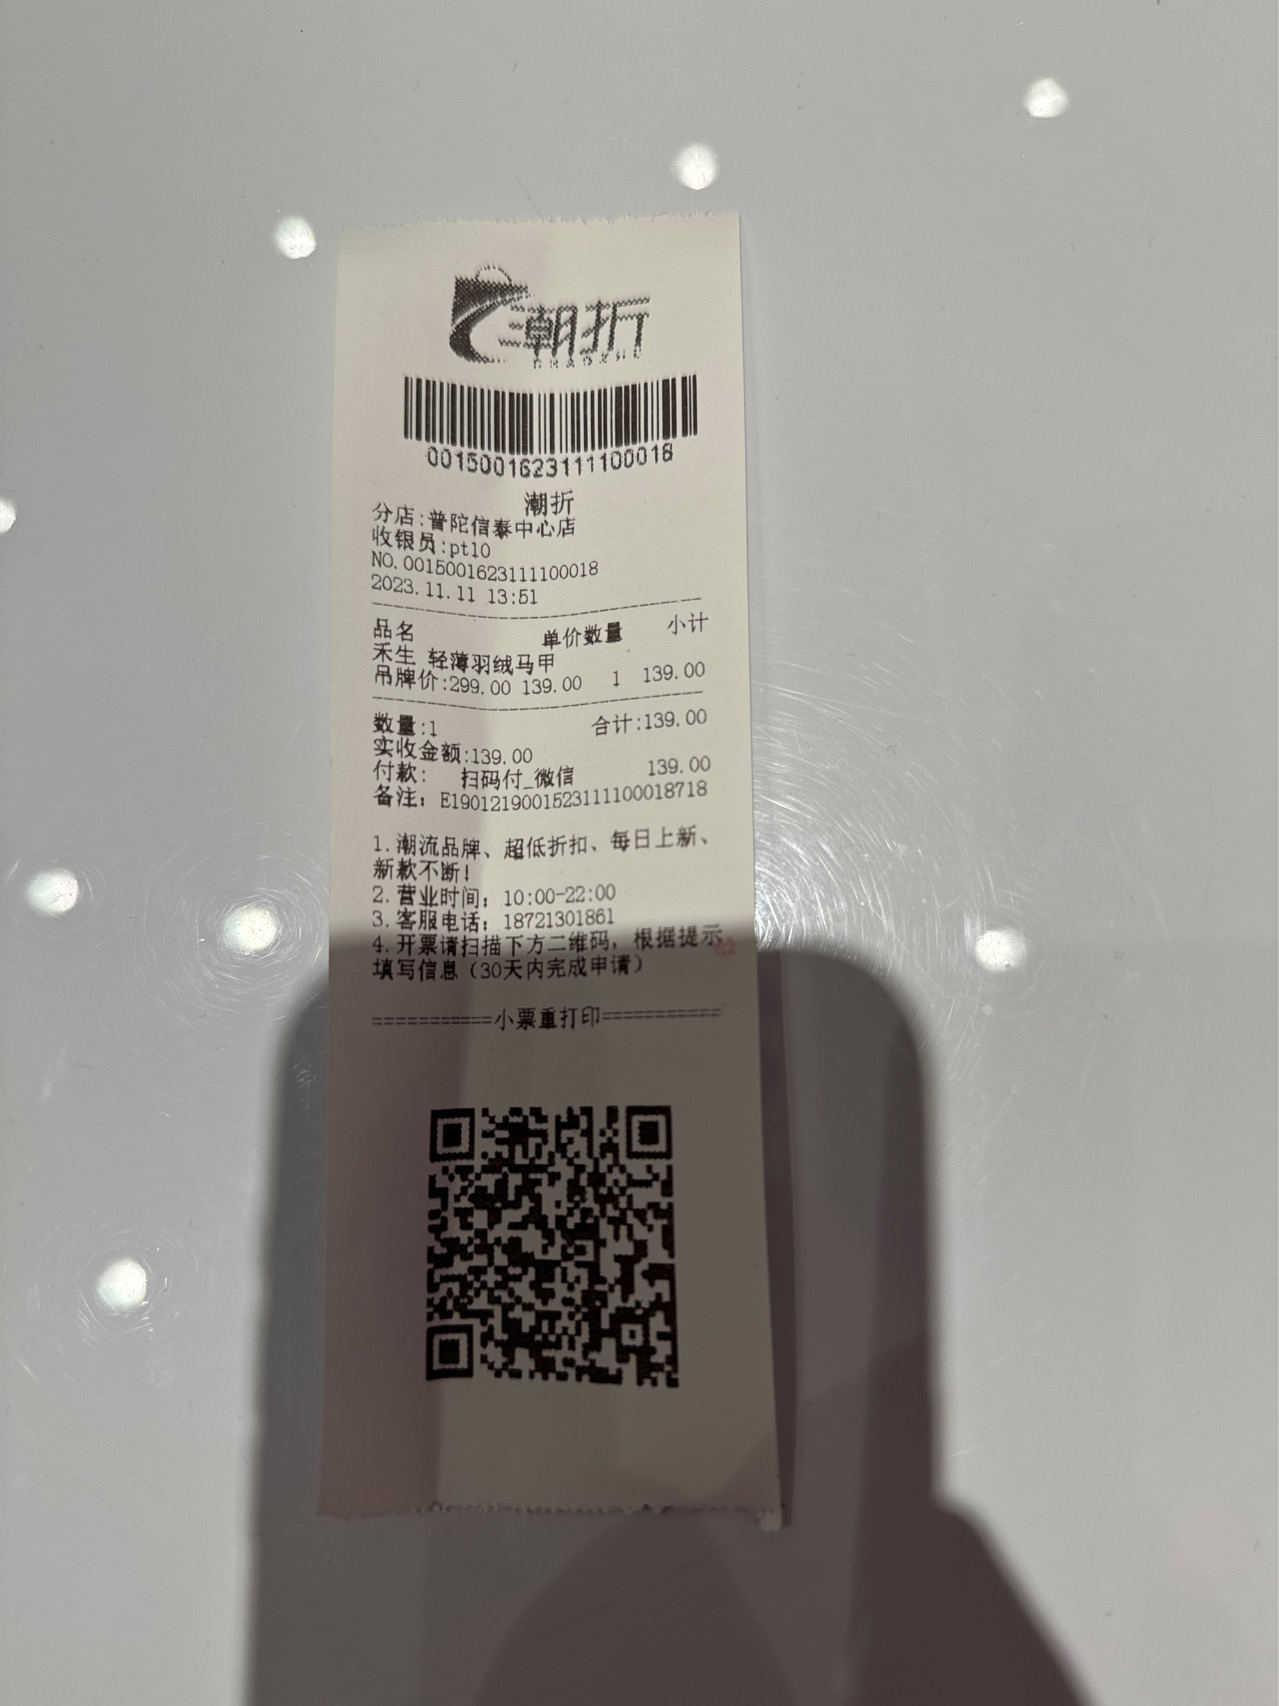 潮折
0015001623111100018
潮折
分店:普陀信泰中心店
收银员:pt10
NO.0015001623111100018
2023.11.11 13:51
品名 单价数量 小计
禾生 轻薄羽绒马甲
吊牌价:299.00 139.00 1 139.00
数量:1 合计:139.00
实收金额:139.00
付款: 扫码付_微信 139.00
备注: E1901219001523111100018718
1.潮流品牌、超低折扣、每日上新、
新款不断!
2.营业时间: 10:00-22:00
3.客服电话: 18721301861
4.开票请扫描下方二维码, 根据提示
填写信息(30天内完成申请)
===========小票重打印===========